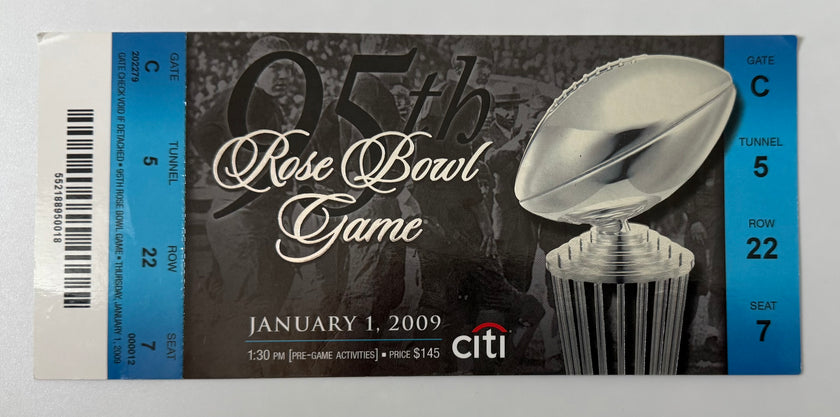 552188950018
GATE CHECK VOID IF DETACHED • 95TH ROSE BOWL GAME • THURSDAY, JANUARY 1, 2009
202279
000012
GATE
C
TUNNEL
5
ROW
22
SEAT
7
95th
Rose Bowl
Game
JANUARY 1, 2009
1:30 PM [PRE-GAME ACTIVITIES] ▪ PRICE $145
citi
GATE
C
TUNNEL
5
ROW
22
SEAT
7